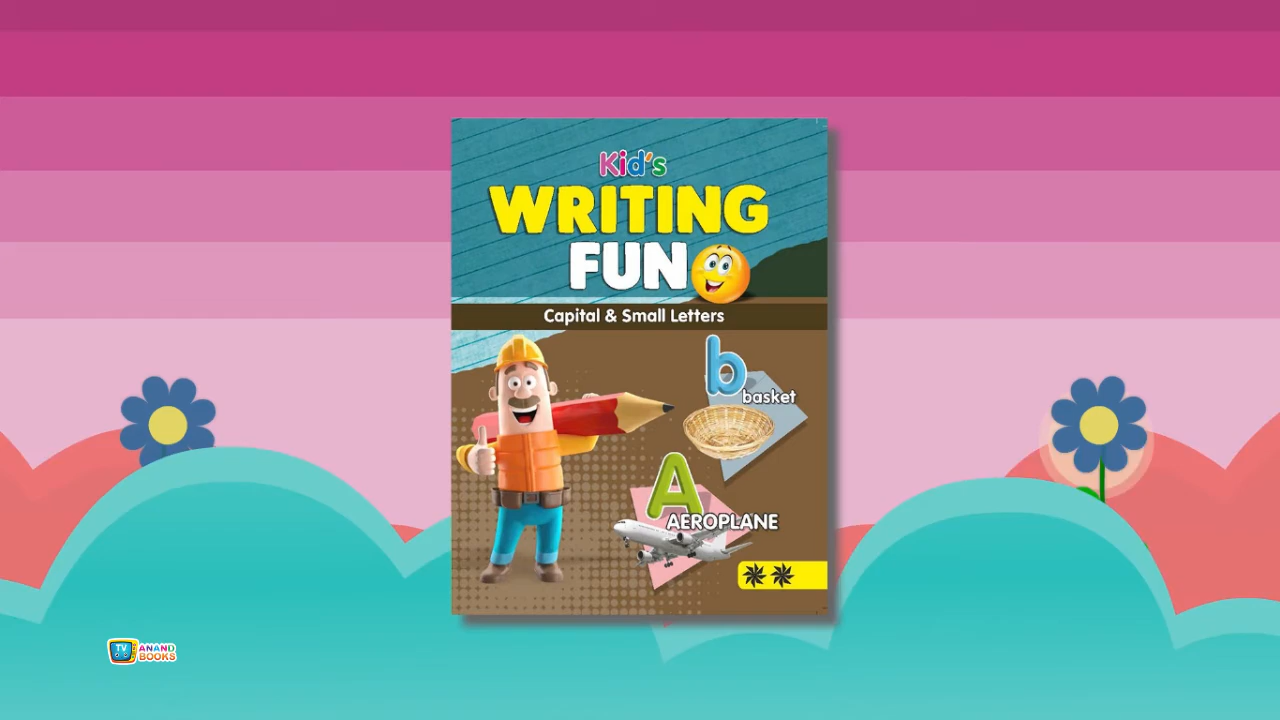 Kid's
WRITING
FUN
Capital & Small Letters
b
basket
A
AEROPLANE
TV
ANAND
BOOKS